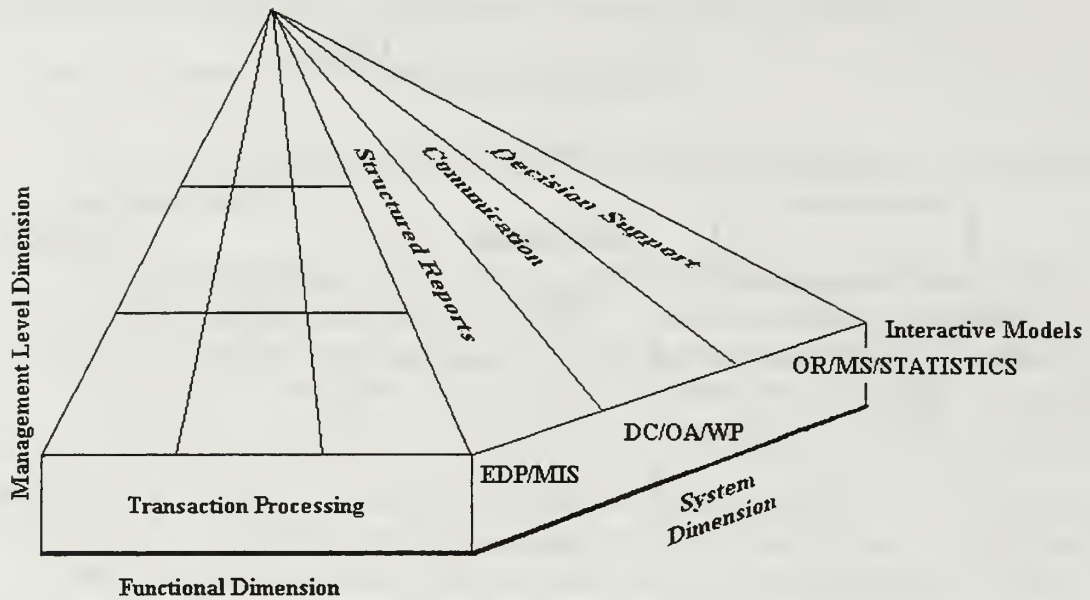 Decision Support
Communication
Structured Reports
Management Level Dimension
Interactive Models
OR/MS/STATISTICS
DC/OA/WP
EDP/MIS
Transaction Processing
System
Dimension
Functional Dimension